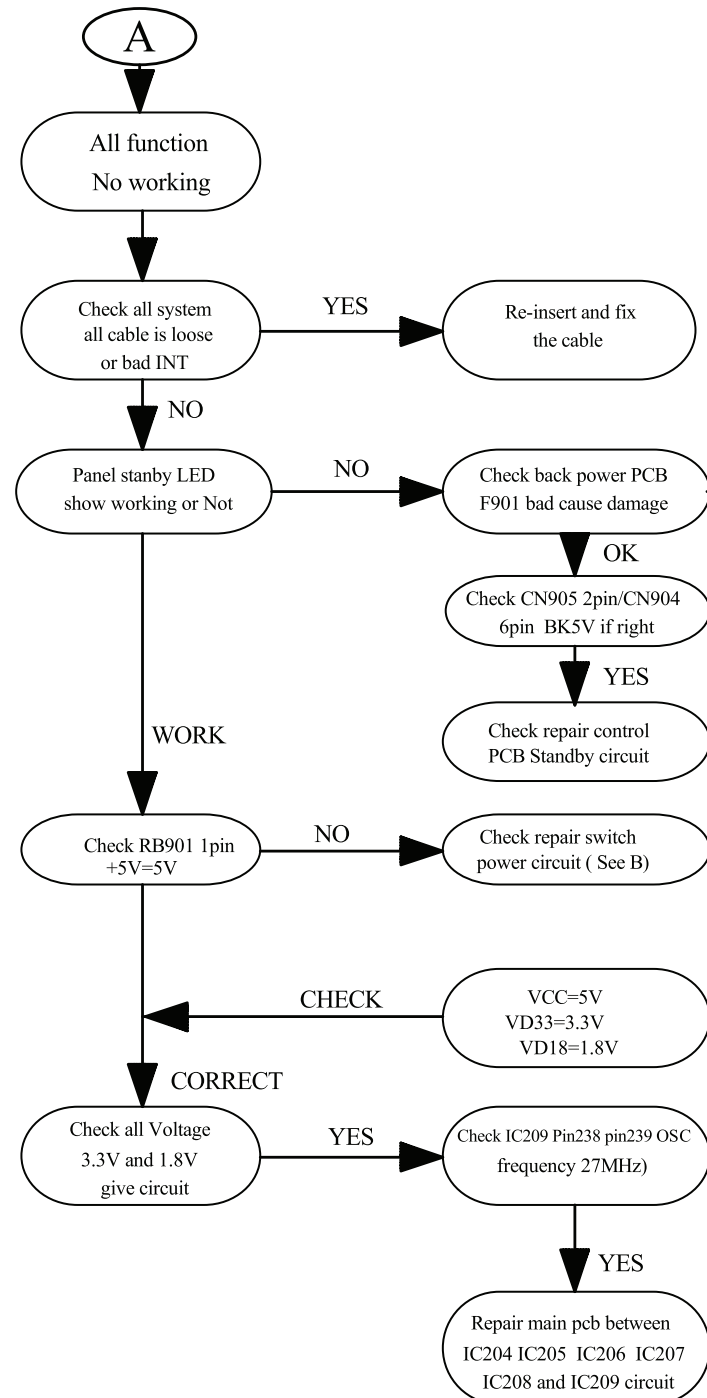 A
All function
No working
Check all system
all cable is loose
or bad INT
YES
Re-insert and fix
the cable
NO
Panel stanby LED
show working or Not
NO
Check back power PCB
F901 bad cause damage
OK
Check CN905 2pin/CN904
6pin BK5V if right
YES
Check repair control
PCB Standby circuit
WORK
Check RB901 1pin
+5V=5V
NO
Check repair switch
power circuit ( See B)
CHECK
VCC=5V
VD33=3.3V
VD18=1.8V
CORRECT
Check all Voltage
3.3V and 1.8V
give circuit
YES
Check IC209 Pin238 pin239 OSC
frequency 27MHz)
YES
Repair main pcb between
IC204 IC205 IC206 IC207
IC208 and IC209 circuit